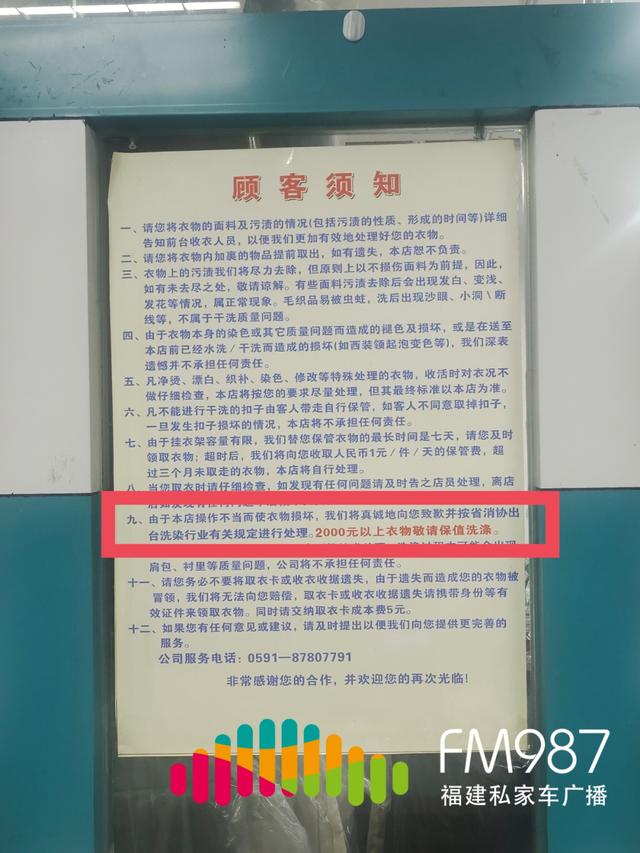 顾客须知
一、请您将衣物的面料及污渍的情况(包括污渍的性质、形成的时间等)详细
告知前台收衣人员，以便我们更加有效地处理好您的衣物。
二、请您将衣物内加裹的物品提前取出，如有遗失，本店恕不负责。
三、衣物上的污渍我们将尽力去除，但原则上以不损伤面料为前提，因此，
如有未去尽之处，敬请谅解。有些面料污渍去除后会出现发白、变浅、
发花等情况，属正常现象。毛织品易被虫蛀，洗后出现沙眼、小洞\断
线等，不属于干洗质量问题。
四、由于衣物本身的染色或其它质量问题而造成的褪色及损坏，或是在送至
本店前已经水洗/干洗而造成的损坏(如西装领起泡变色等)，我们深表
遗憾并不承担任何责任。
五、凡净烫、漂白、织补、染色、修改等特殊处理的衣物，收活时对衣况不
做仔细检查，本店将按您的要求尽量处理，但其最终标准以本店为准。
六、凡不能进行干洗的扣子由客人带走自行保管，如客人不同意取掉扣子，
一旦发生扣子损坏的情况，本店将不承担任何责任。
七、由于挂衣架容量有限，我们替您保管衣物的最长时间是七天，请您及时
领取衣物；超时后，我们将向您收取人民币1元/件/天的保管费，超
过三个月未取走的衣物，本店将自行处理。
八、当您取衣时请仔细检查，如发现有任何问题请及时告之店员处理，离店
九、由于本店操作不当而使衣物损坏，我们将真诚地向您致歉并按省消协出
台洗染行业有关规定进行处理。2000元以上衣物敬请保值洗涤。
肩包、衬里等质量问题，公司将不承担任何责任。
十一、请您务必不要将取衣卡或收衣收据遗失，由于遗失而造成您的衣物被
冒领，我们将无法向您赔偿，取衣卡或收衣收据遗失请携带身份等有
效证件来领取衣物。同时请交纳取衣卡成本费5元。
十二、如果您有任何意见或建议，请及时提出以便我们向您提供更完善的
服务。
公司服务电话：0591—87807791
非常感谢您的合作，并欢迎您的再次光临！
FM987
福建私家车广播